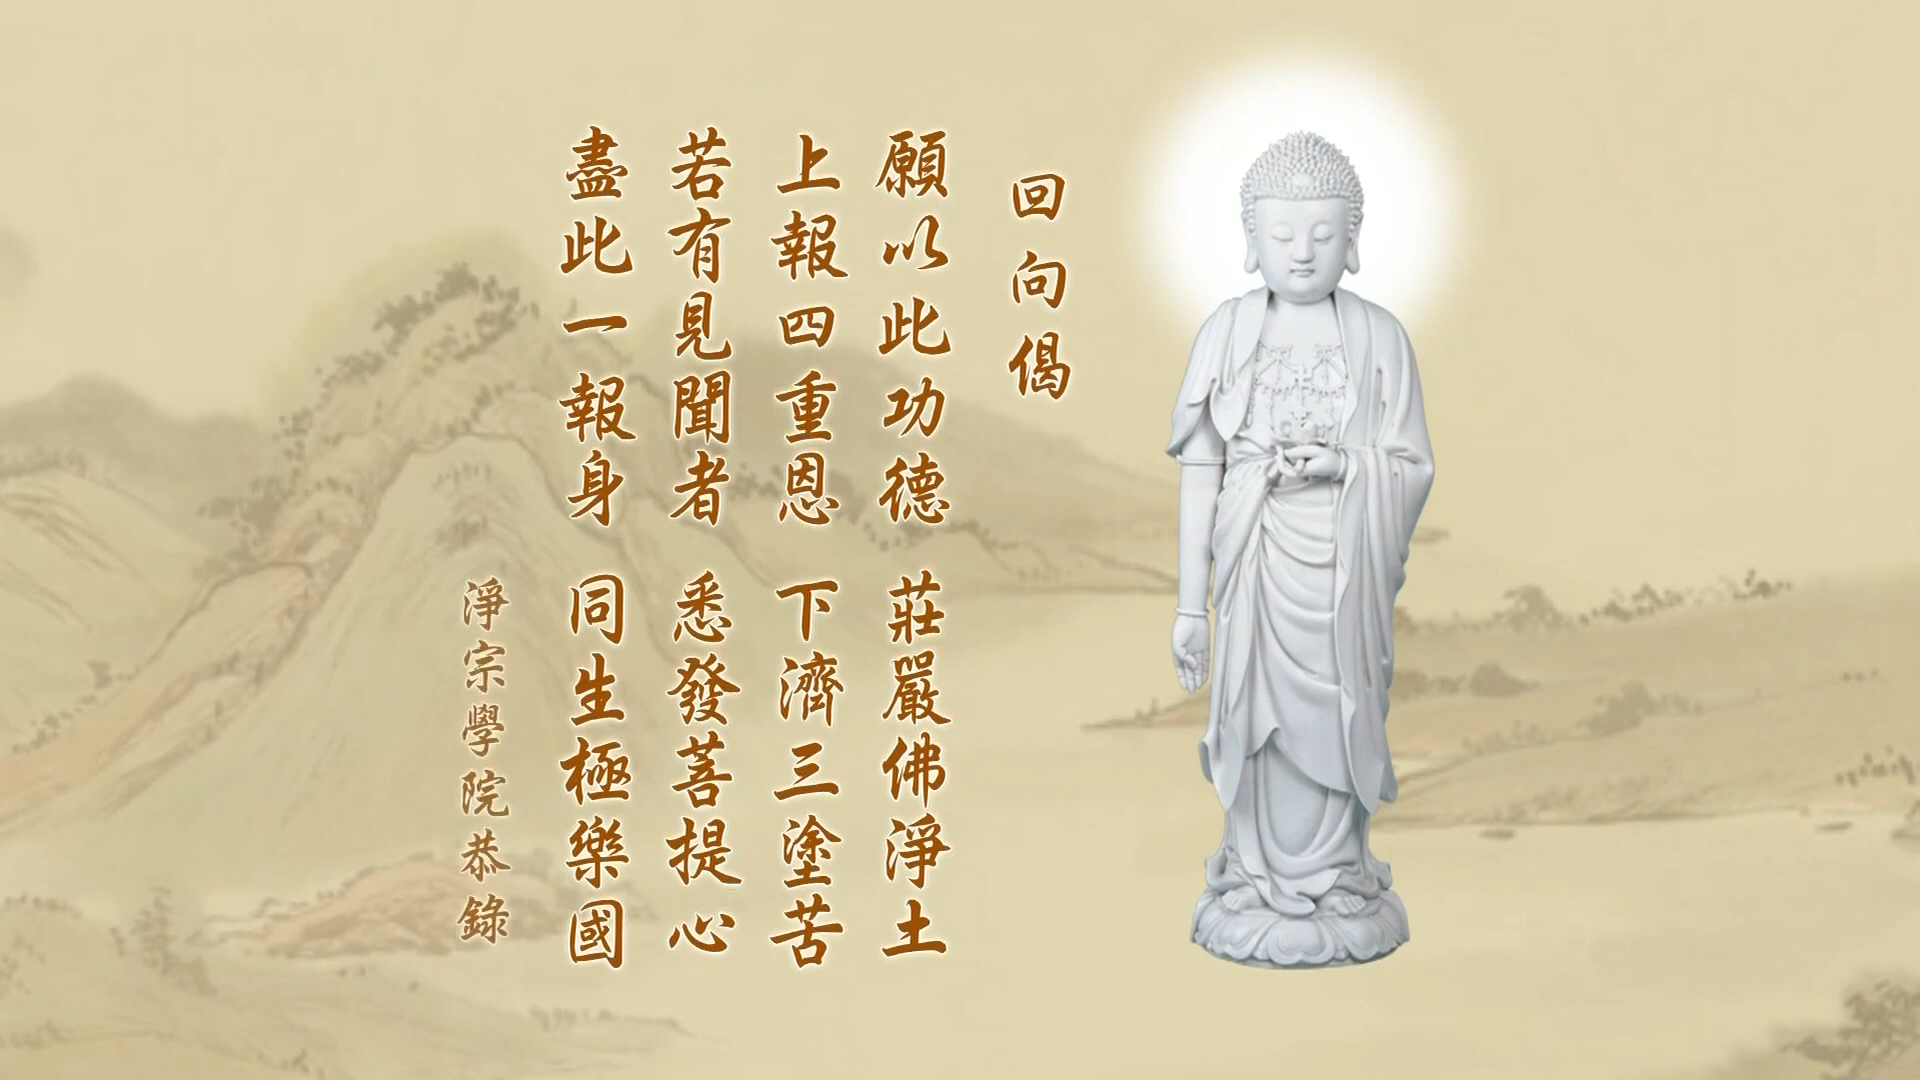 回向偈
願以此功德 莊嚴佛淨土
上報四重恩 下濟三塗苦
若有見聞者 悉發菩提心
盡此一報身 同生極樂國
淨宗學院恭錄